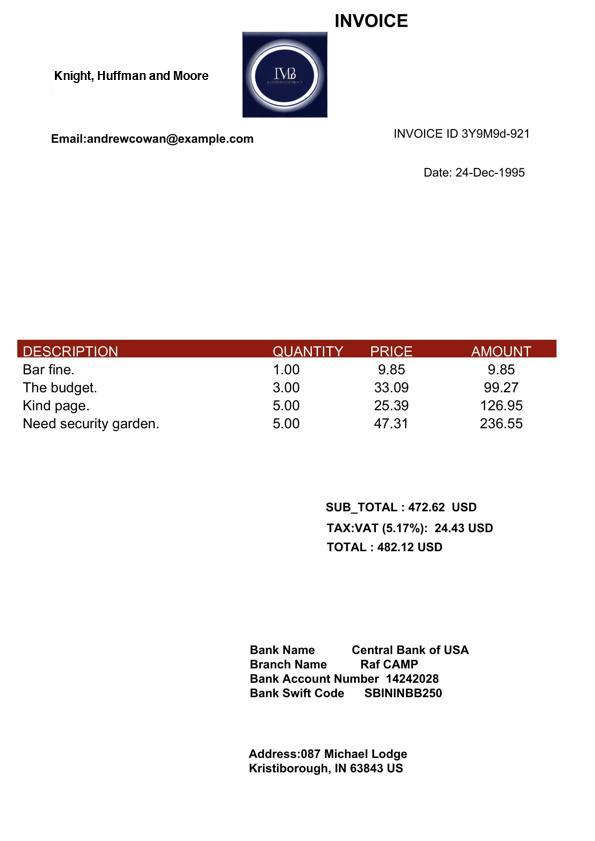 INVOICE
Knight, Huffman and Moore
Email:andrewcowan@example.com
INVOICE ID 3Y9M9d-921
Date: 24-Dec-1995
DESCRIPTION QUANTITY PRICE AMOUNT
Bar fine. 1.00 9.85 9.85
The budget. 3.00 33.09 99.27
Kind page. 5.00 25.39 126.95
Need security garden. 5.00 47.31 236.55
SUB_TOTAL : 472.62 USD
TAX:VAT (5.17%): 24.43 USD
TOTAL : 482.12 USD
Bank Name Central Bank of USA
Branch Name Raf CAMP
Bank Account Number 14242028
Bank Swift Code SBININBB250
Address:087 Michael Lodge
Kristiborough, IN 63843 US